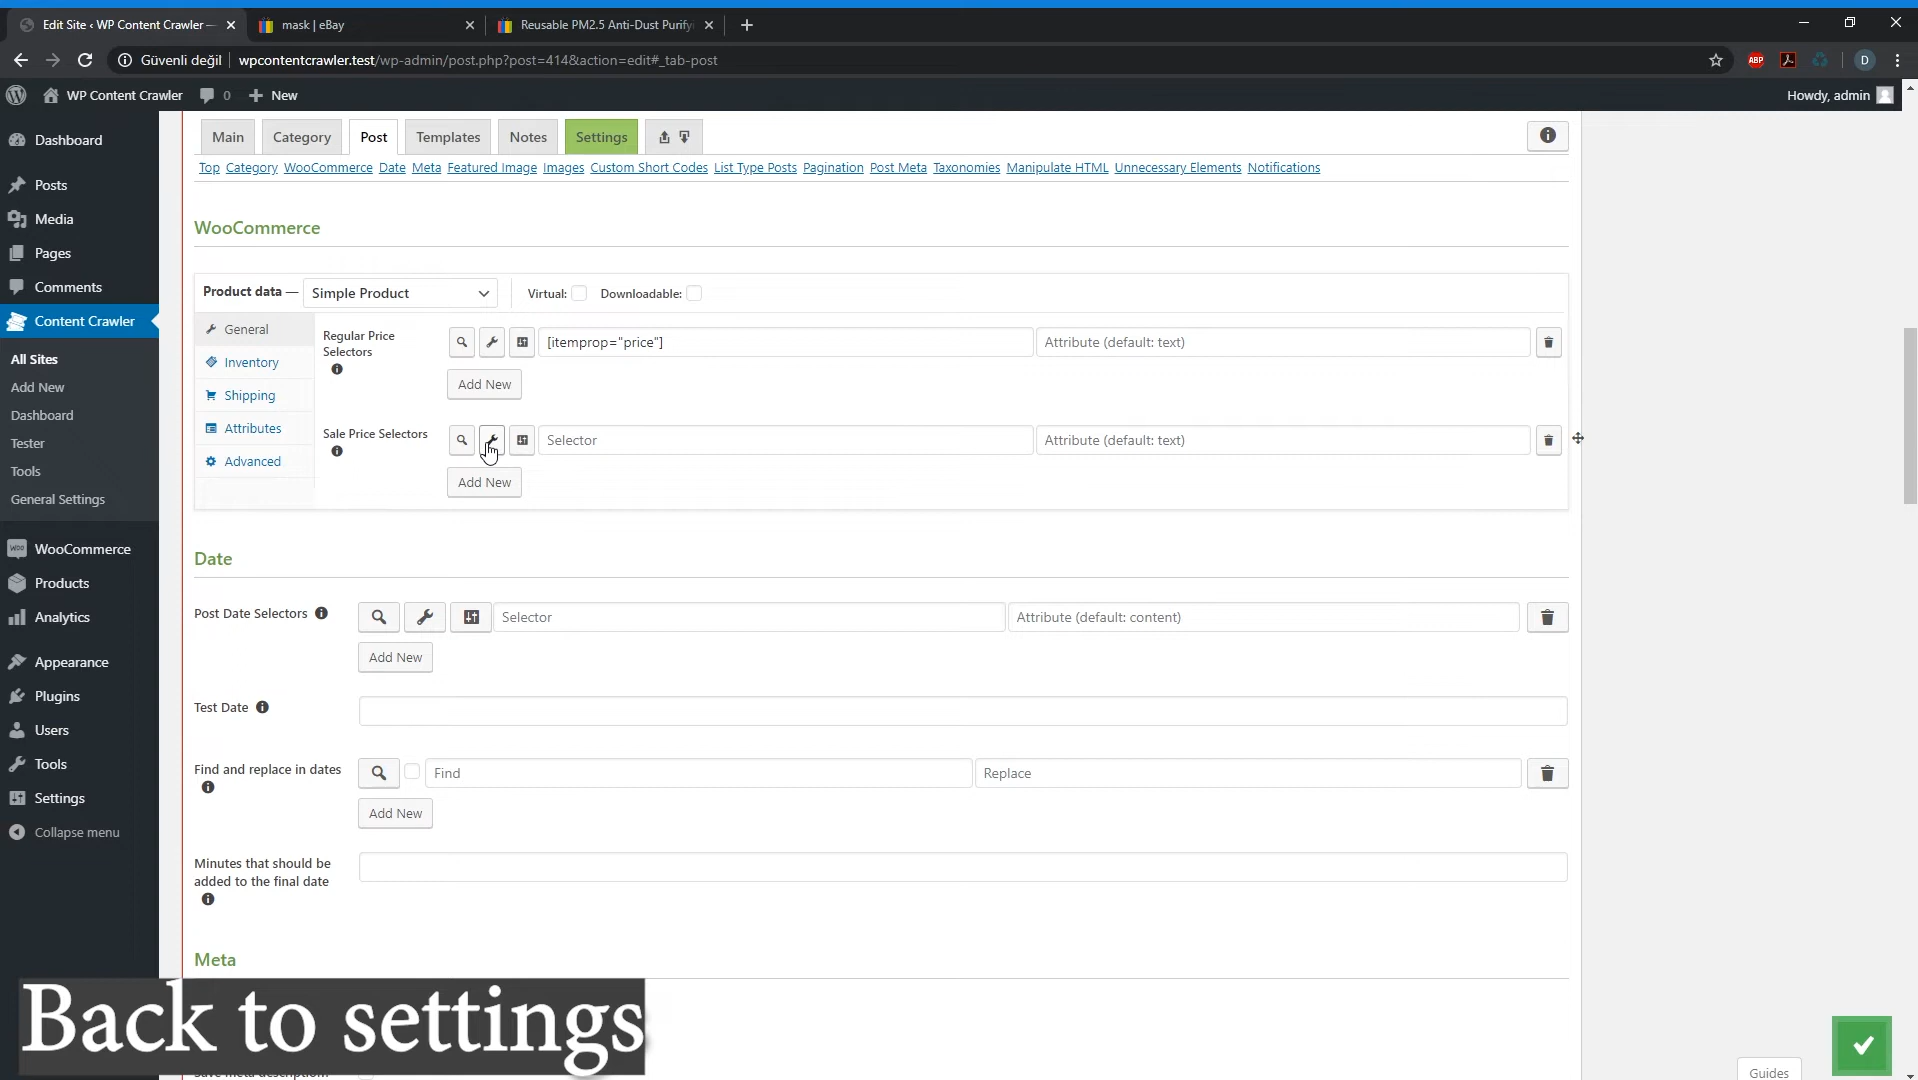 Edit Site ‹ WP Content Crawler —
mask | eBay
Reusable PM2.5 Anti-Dust Purify
Güvenli değil
wpcontentcrawler.test/wp-admin/post.php?post=414&action=edit#_tab-post
ABP
D
WP Content Crawler
0
New
Howdy, admin
Dashboard
Posts
Media
Pages
Comments
Content Crawler
All Sites
Add New
Dashboard
Tester
Tools
General Settings
WooCommerce
Products
Analytics
Appearance
Plugins
Users
Tools
Settings
Collapse menu
Main
Category
Post
Templates
Notes
Settings
Top Category WooCommerce Date Meta Featured Image Images Custom Short Codes List Type Posts Pagination Post Meta Taxonomies Manipulate HTML Unnecessary Elements Notifications
WooCommerce
Product data —
Simple Product
Virtual:
Downloadable:
General
Inventory
Shipping
Attributes
Advanced
Regular Price
Selectors
[itemprop="price"]
Attribute (default: text)
Add New
Sale Price Selectors
Selector
Attribute (default: text)
Add New
Date
Post Date Selectors
Selector
Attribute (default: content)
Add New
Test Date
Find and replace in dates
Find
Replace
Add New
Minutes that should be
added to the final date
Meta
Back to settings
Guides